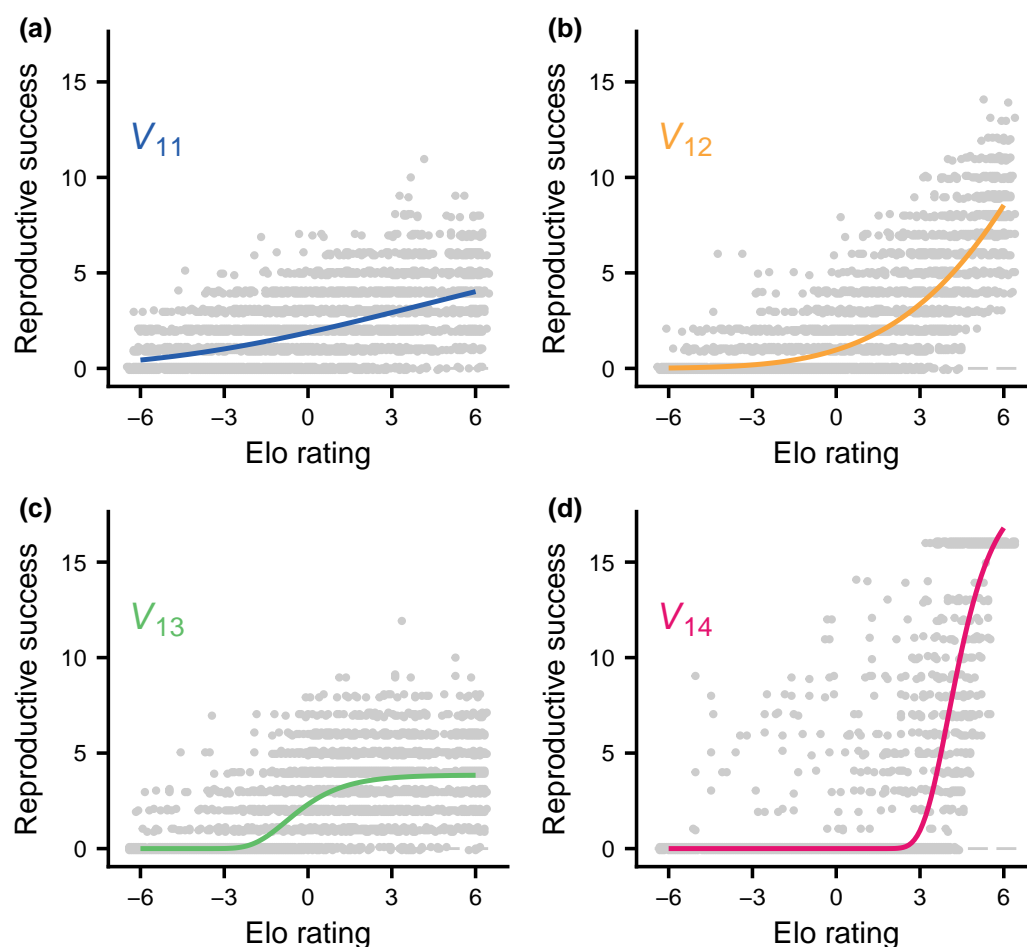 (a)
Reproductive success
15
10
5
0
V11
−6 −3 0 3 6
Elo rating
(b)
Reproductive success
15
10
5
0
V12
−6 −3 0 3 6
Elo rating
(c)
Reproductive success
15
10
5
0
V13
−6 −3 0 3 6
Elo rating
(d)
Reproductive success
15
10
5
0
V14
−6 −3 0 3 6
Elo rating